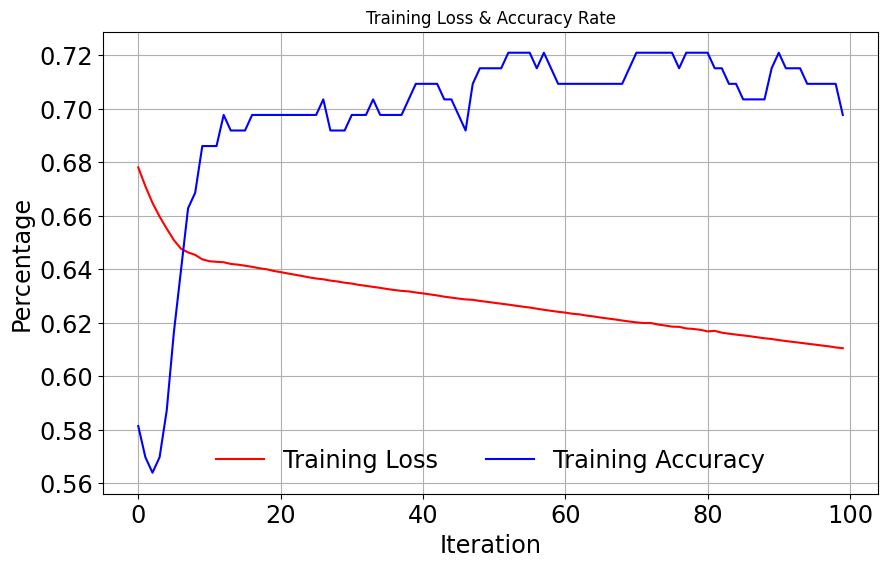 Training Loss & Accuracy Rate
0.72
0.70
0.68
0.66
0.64
0.62
0.60
0.58
0.56
Percentage
Training Loss
Training Accuracy
0 20 40 60 80 100
Iteration